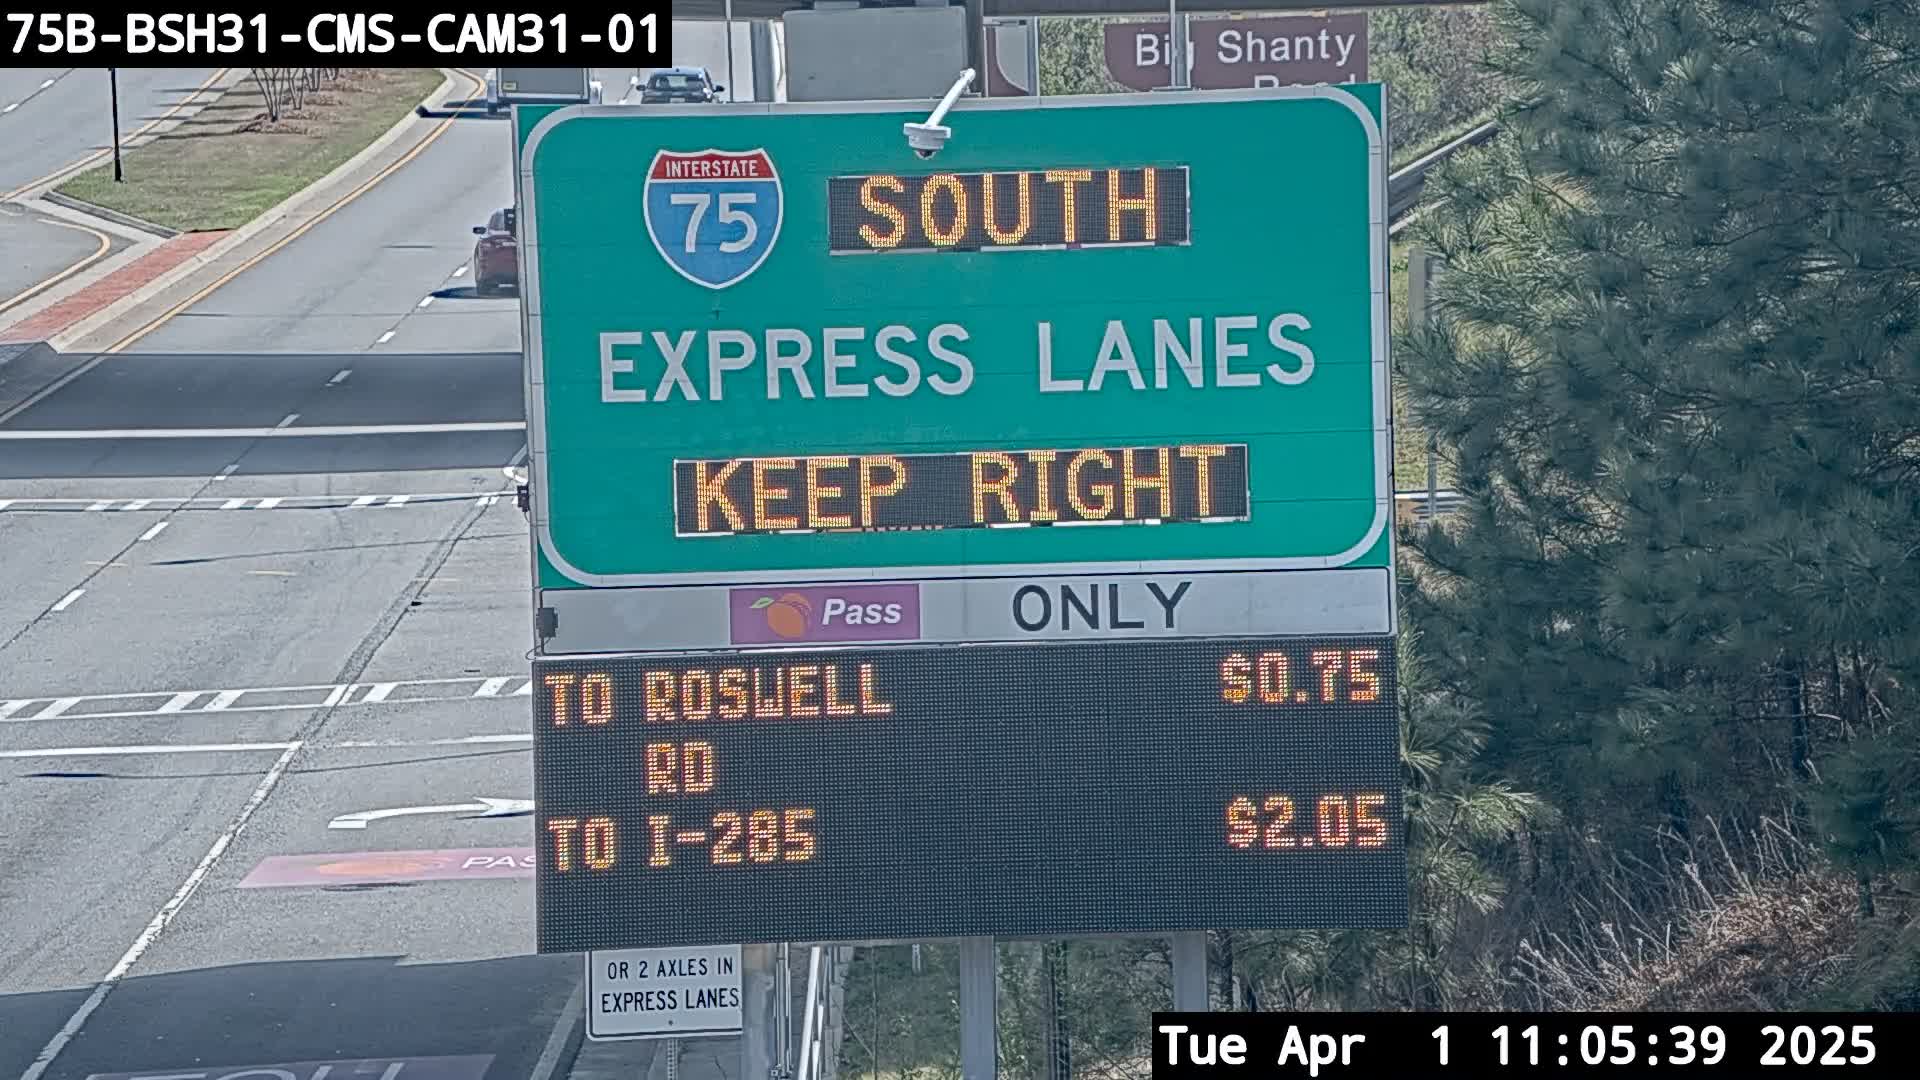 75B-BSH31-CMS-CAM31-01
Big Shanty
Road
INTERSTATE
75
SOUTH
EXPRESS LANES
KEEP RIGHT
Pass ONLY
TO ROSWELL $0.75
RD
TO I-285 $2.05
PAS
OR 2 AXLES IN
EXPRESS LANES
Tue Apr 1 11:05:39 2025